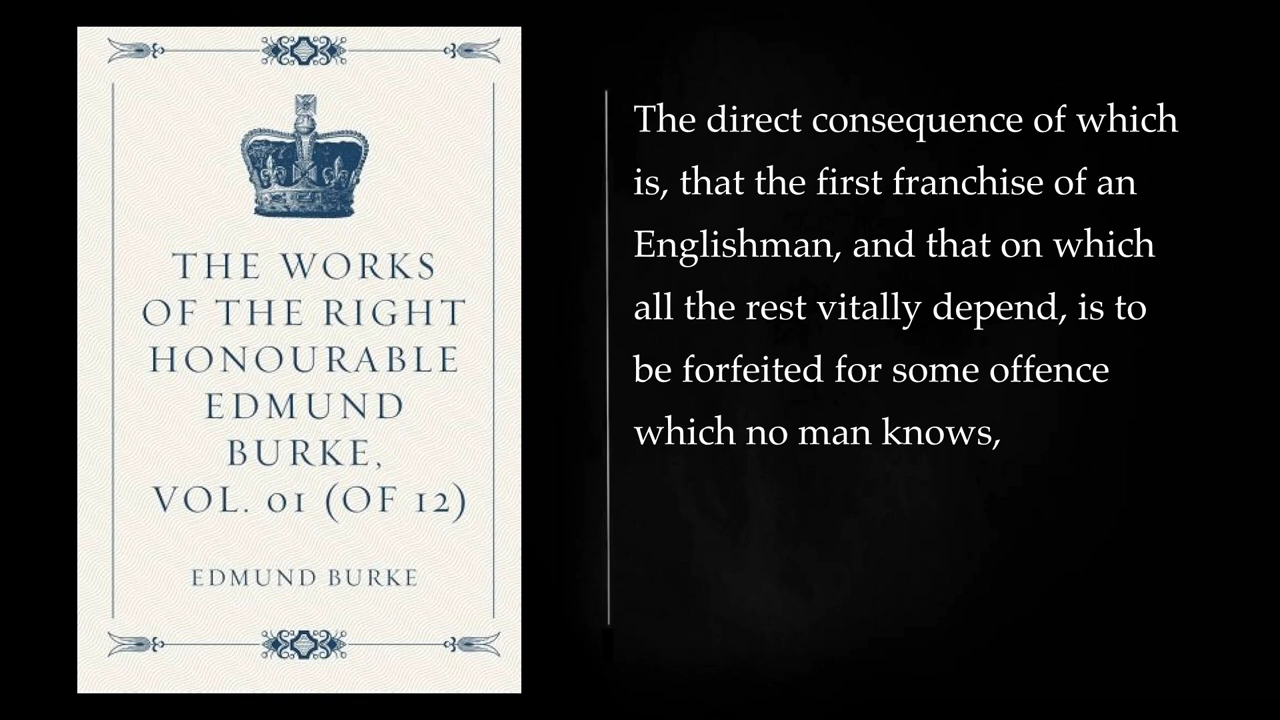 THE WORKS
OF THE RIGHT
HONOURABLE
EDMUND
BURKE,
VOL. 01 (OF 12)
EDMUND BURKE
The direct consequence of which
is, that the first franchise of an
Englishman, and that on which
all the rest vitally depend, is to
be forfeited for some offence
which no man knows,